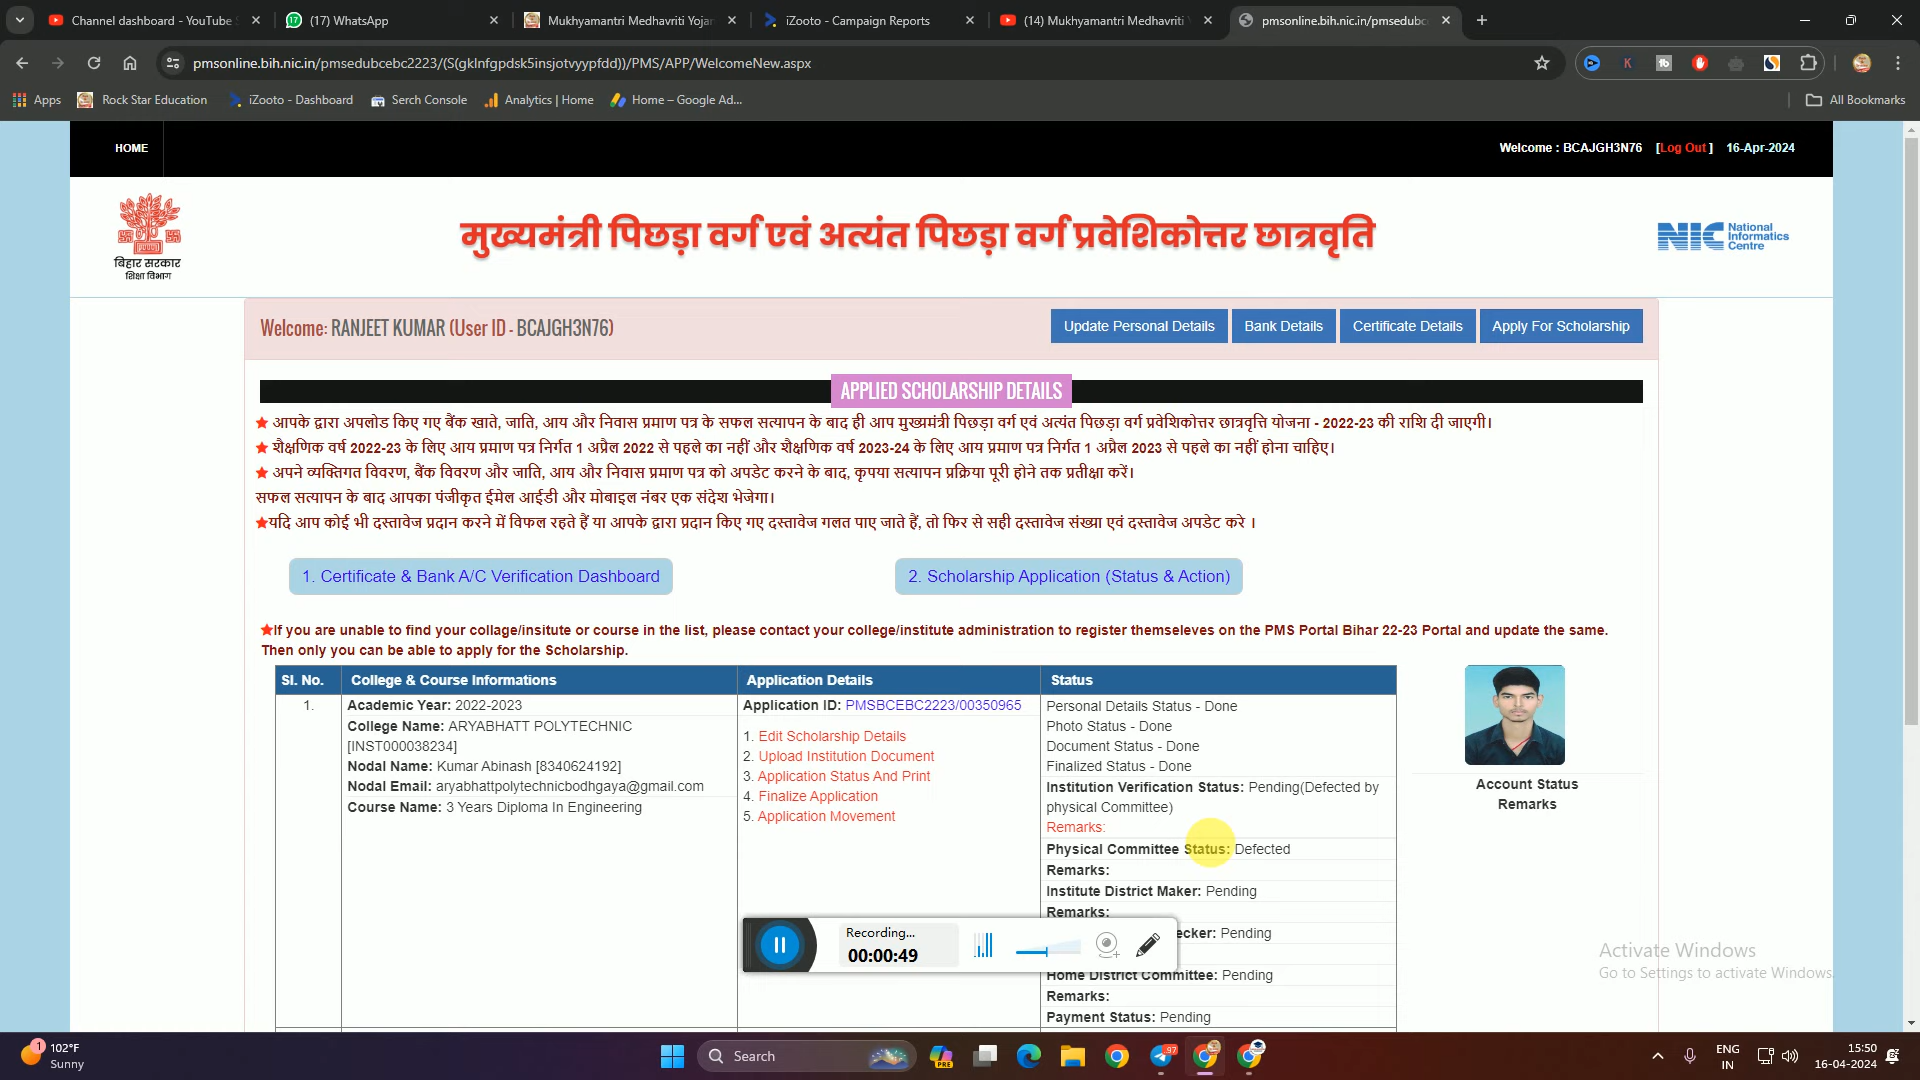 Channel dashboard - YouTube S
(17) WhatsApp
Mukhyamantri Medhavriti Yojan
iZooto - Campaign Reports
(14) Mukhyamantri Medhavriti Y
pmsonline.bih.nic.in/pmsedubc
pmsonline.bih.nic.in/pmsedubcebc2223/(S(gklnfgpdsk5insjotvyypfdd))/PMS/APP/WelcomeNew.aspx
Apps
Rock Star Education
iZooto - Dashboard
Serch Console
Analytics | Home
Home – Google Ad...
All Bookmarks
HOME
Welcome : BCAJGH3N76 [Log Out ] 16-Apr-2024
बिहार सरकार
शिक्षा विभाग
मुख्यमंत्री पिछड़ा वर्ग एवं अत्यंत पिछड़ा वर्ग प्रवेशिकोत्तर छात्रवृति
NIC National Informatics Centre
Welcome: RANJEET KUMAR (User ID - BCAJGH3N76)
Update Personal Details
Bank Details
Certificate Details
Apply For Scholarship
APPLIED SCHOLARSHIP DETAILS
★ आपके द्वारा अपलोड किए गए बैंक खाते, जाति, आय और निवास प्रमाण पत्र के सफल सत्यापन के बाद ही आप मुख्यमंत्री पिछड़ा वर्ग एवं अत्यंत पिछड़ा वर्ग प्रवेशिकोत्तर छात्रवृत्ति योजना - 2022-23 की राशि दी जाएगी।
★ शैक्षणिक वर्ष 2022-23 के लिए आय प्रमाण पत्र निर्गत 1 अप्रैल 2022 से पहले का नहीं और शैक्षणिक वर्ष 2023-24 के लिए आय प्रमाण पत्र निर्गत 1 अप्रैल 2023 से पहले का नहीं होना चाहिए।
★ अपने व्यक्तिगत विवरण, बैंक विवरण और जाति, आय और निवास प्रमाण पत्र को अपडेट करने के बाद, कृपया सत्यापन प्रक्रिया पूरी होने तक प्रतीक्षा करें।
सफल सत्यापन के बाद आपका पंजीकृत ईमेल आईडी और मोबाइल नंबर एक संदेश भेजेगा।
★यदि आप कोई भी दस्तावेज प्रदान करने में विफल रहते हैं या आपके द्वारा प्रदान किए गए दस्तावेज गलत पाए जाते हैं, तो फिर से सही दस्तावेज संख्या एवं दस्तावेज अपडेट करे ।
1. Certificate & Bank A/C Verification Dashboard
2. Scholarship Application (Status & Action)
★If you are unable to find your collage/insitute or course in the list, please contact your college/institute administration to register themseleves on the PMS Portal Bihar 22-23 Portal and update the same.
Then only you can be able to apply for the Scholarship.
Sl. No.
College & Course Informations
Application Details
Status
1.
Academic Year: 2022-2023
College Name: ARYABHATT POLYTECHNIC
[INST000038234]
Nodal Name: Kumar Abinash [8340624192]
Nodal Email: aryabhattpolytechnicbodhgaya@gmail.com
Course Name: 3 Years Diploma In Engineering
Application ID: PMSBCEBC2223/00350965
1. Edit Scholarship Details
2. Upload Institution Document
3. Application Status And Print
4. Finalize Application
5. Application Movement
Personal Details Status - Done
Photo Status - Done
Document Status - Done
Finalized Status - Done
Institution Verification Status: Pending(Defected by
physical Committee)
Remarks:
Physical Committee Status: Defected
Remarks:
Institute District Maker: Pending
Remarks:
ecker: Pending
Home District Committee: Pending
Remarks:
Payment Status: Pending
Account Status
Remarks
Recording...
00:00:49
Activate Windows
Go to Settings to activate Windows.
1
102°F
Sunny
Search
PRE
97
ENG
IN
15:50
16-04-2024